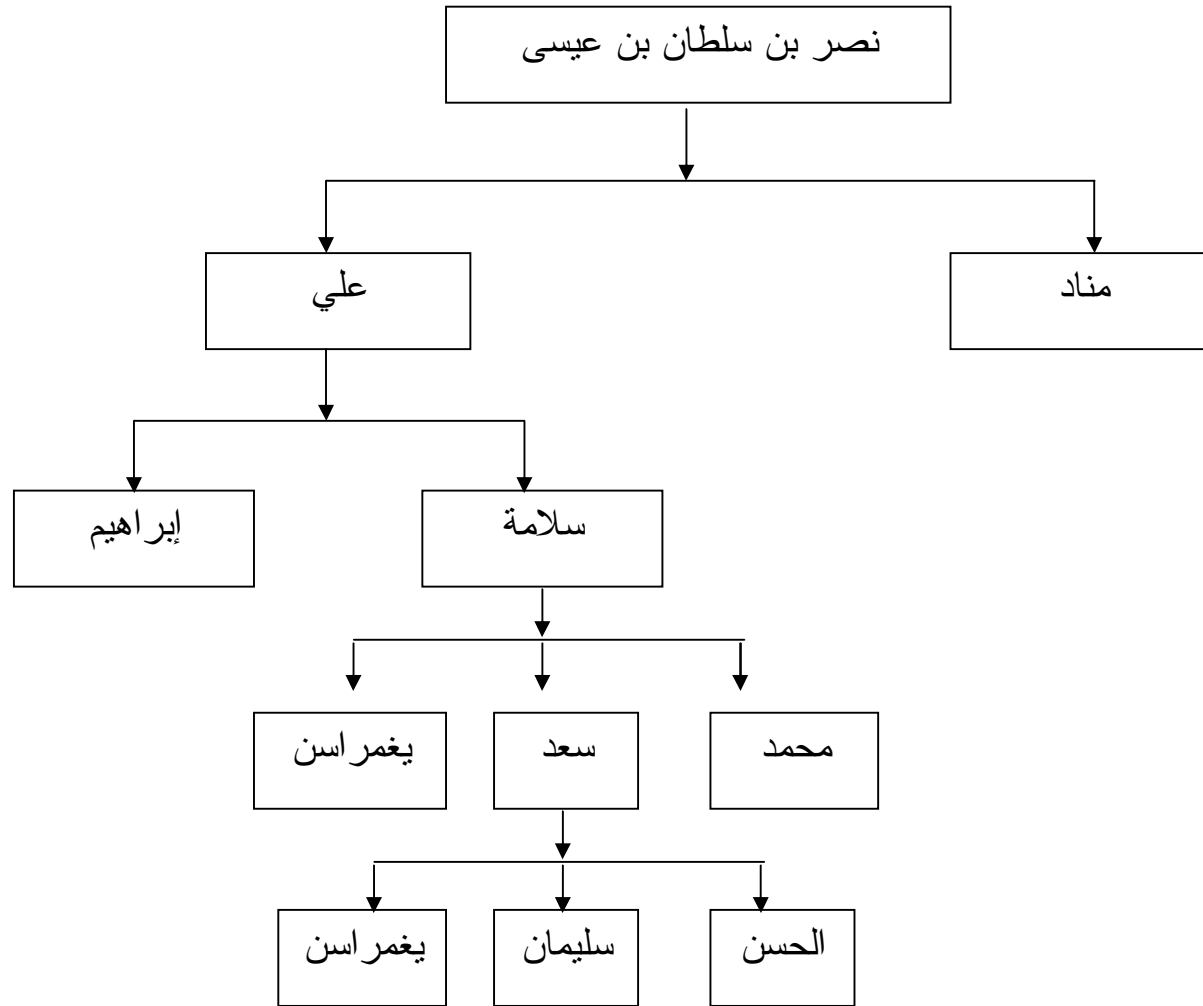 نصر بن سلطان بن عيسى
مناد
علي
سلامة
إبراهيم
محمد
سعد
يغمراسن
الحسن
سليمان
يغمراسن